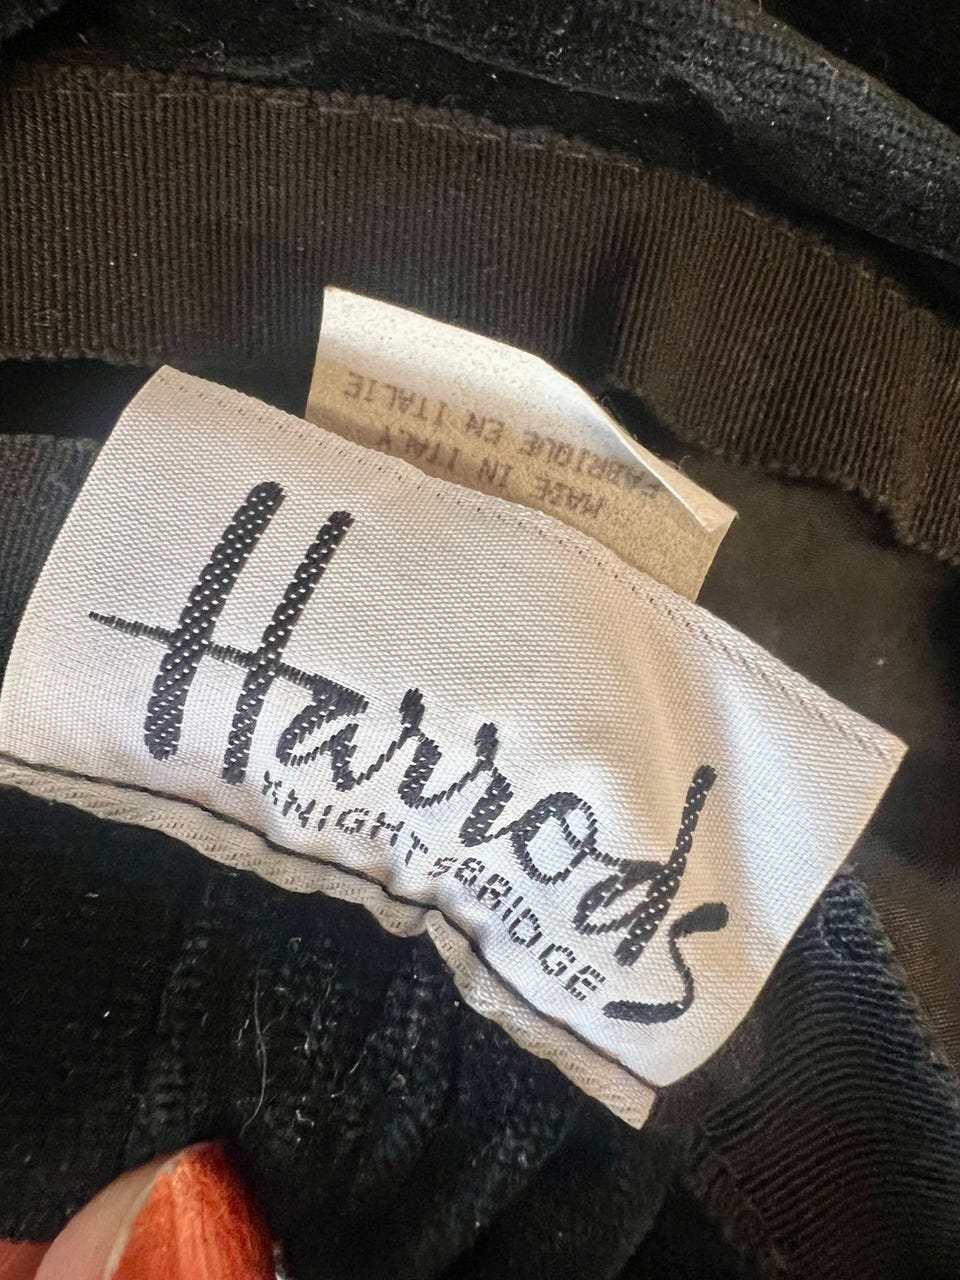 Harrods
KNIGHTSBRIDGE
MADE IN ITALY
FABRIQUE EN ITALIE